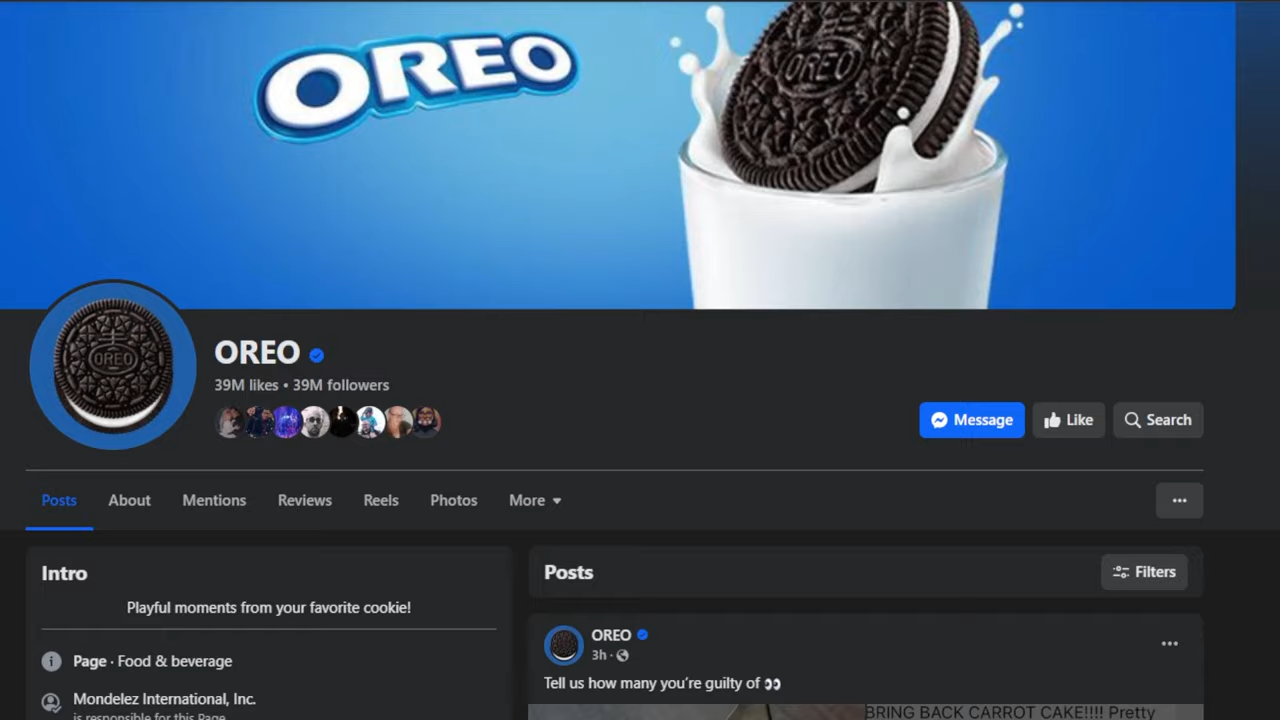 OREO
OREO
OREO
OREO
39M likes • 39M followers
Message
Like
Search
Posts
About
Mentions
Reviews
Reels
Photos
More
Intro
Playful moments from your favorite cookie!
Page · Food & beverage
Mondelez International, Inc.
is responsible for this Page
Posts
Filters
OREO
3h ·
Tell us how many you're guilty of 👀
BRING BACK CARROT CAKE!!!! Pretty